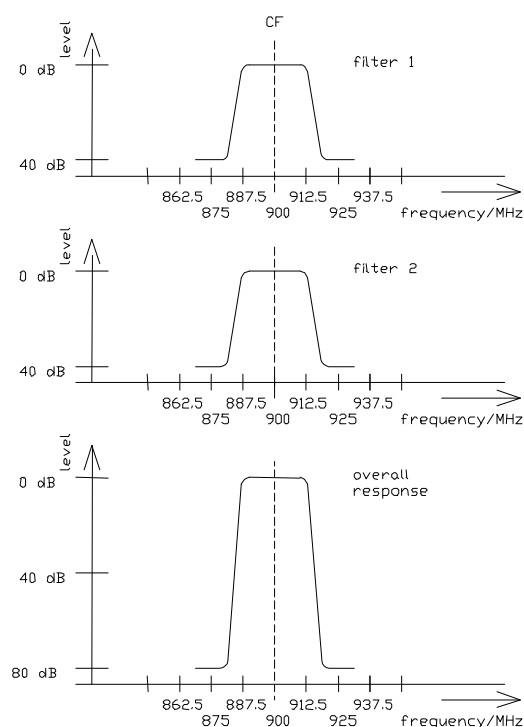 CF
level
0 dB
filter 1
40 dB
862.5 887.5 912.5 937.5
875 900 925 frequency/MHz
level
0 dB
filter 2
40 dB
862.5 887.5 912.5 937.5
875 900 925 frequency/MHz
level
0 dB
overall
response
40 dB
80 dB
862.5 887.5 912.5 937.5
875 900 925 frequency/MHz